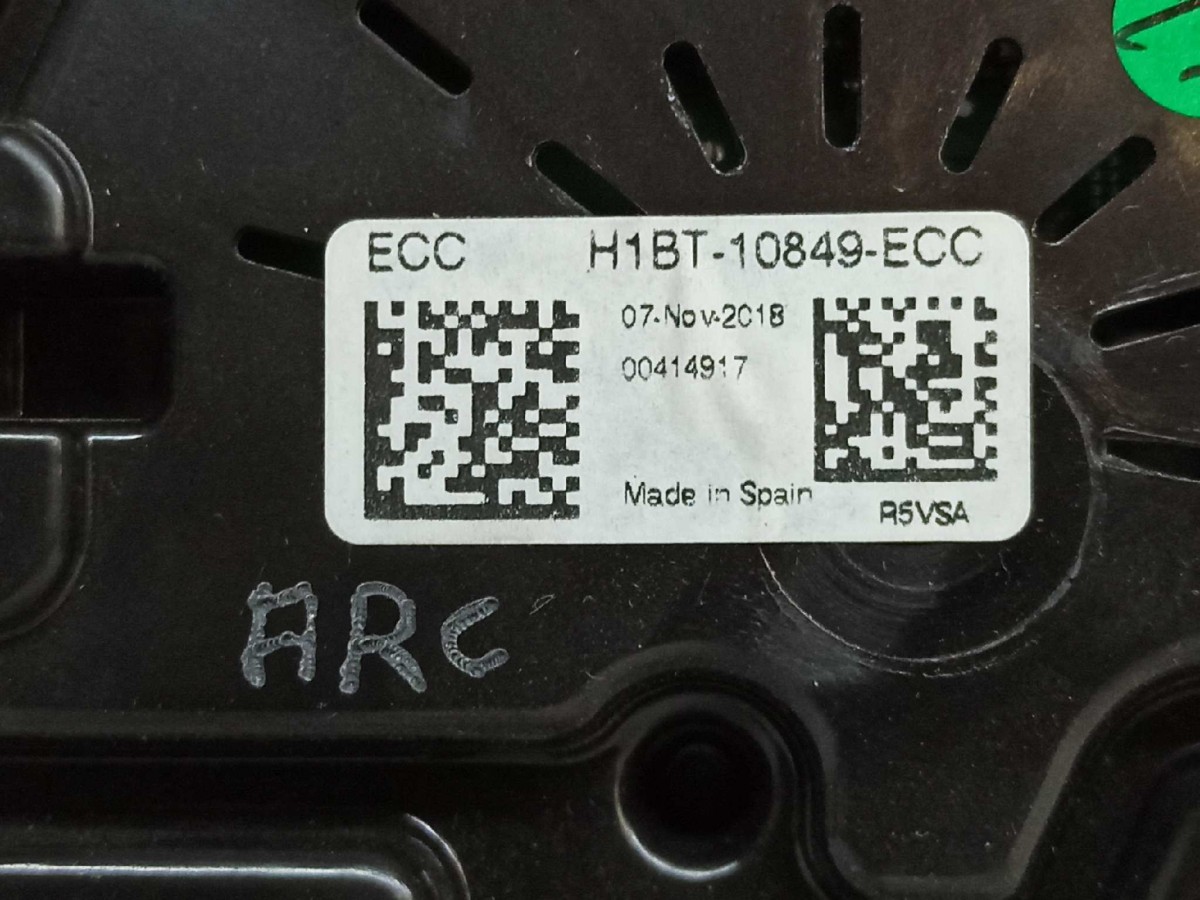 ECC H1BT-10849-ECC
07-Nov-2018
00414917
Made in Spain
R5VSA
ARC